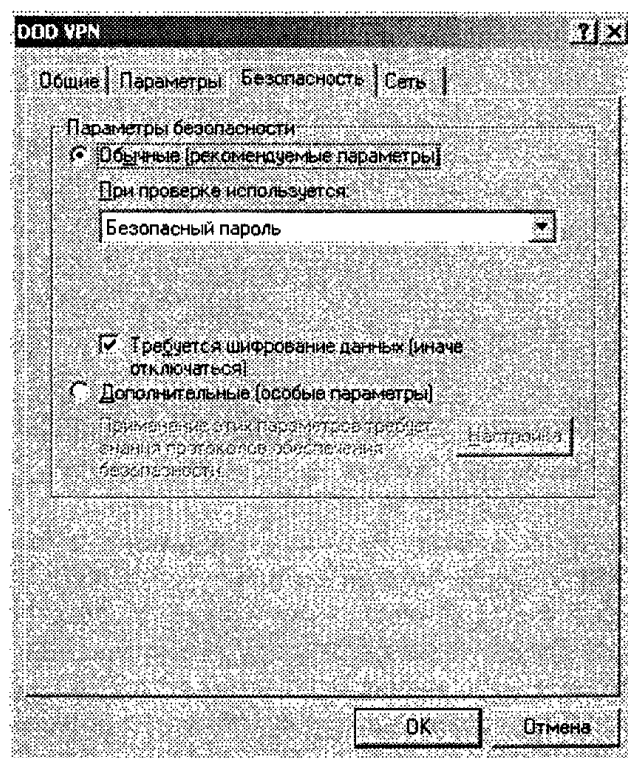 DOD VPN
Общие Параметры Безопасность Сеть
Параметры безопасности
Обычные (рекомендуемые параметры)
При проверке используется:
Безопасный пароль
Требуется шифрование данных (иначе
отключаться)
Дополнительные (особые параметры)
Применение этих параметров требует
знания протоколов обеспечения
безопасности.
Настройка
OK Отмена